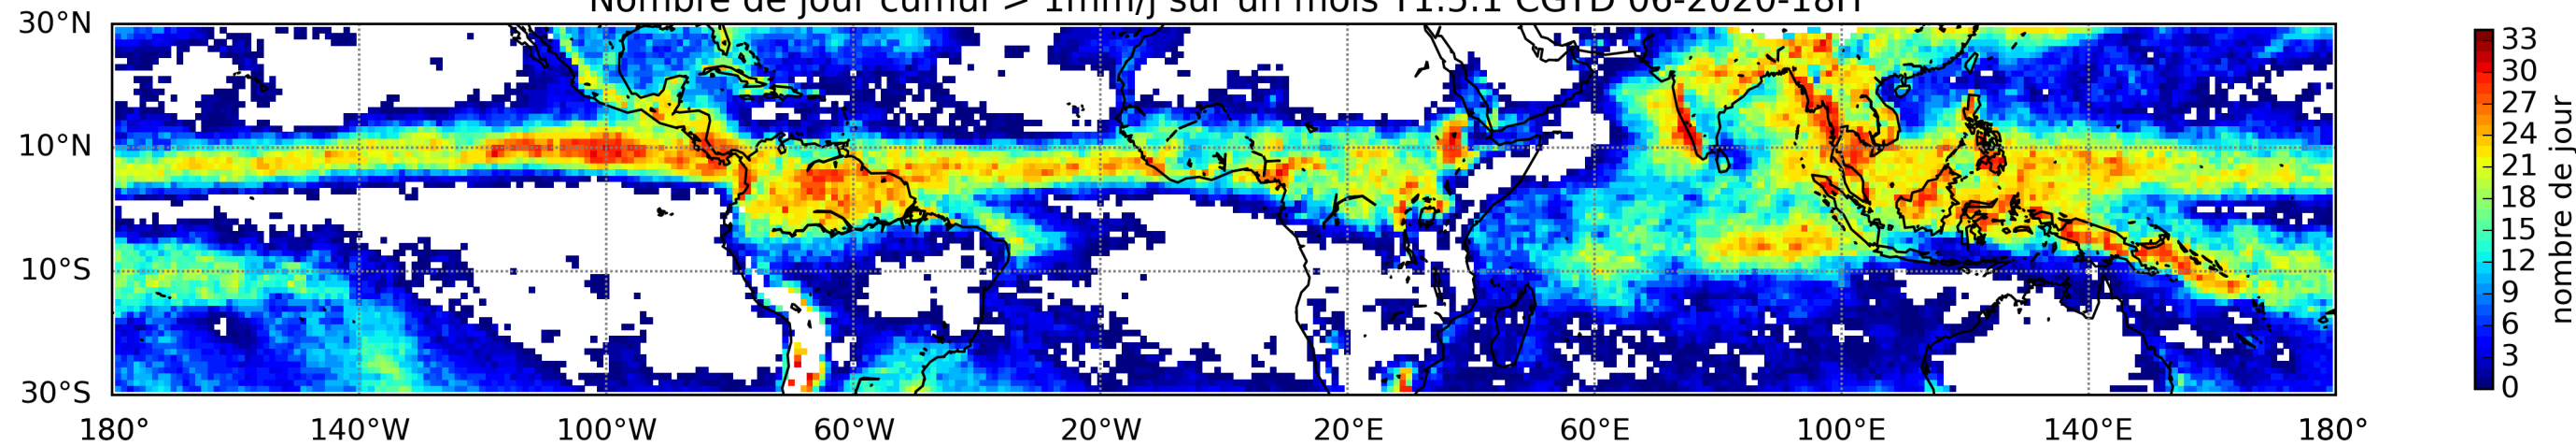 Nombre de jour cumul > 1mm/j sur un mois T1.5.1 CGTD 06-2020-18H
30°N
10°N
10°S
30°S
180° 140°W 100°W 60°W 20°W 20°E 60°E 100°E 140°E 180°
33
30
27
24
21
18
15
12
9
6
3
0
nombre de jour